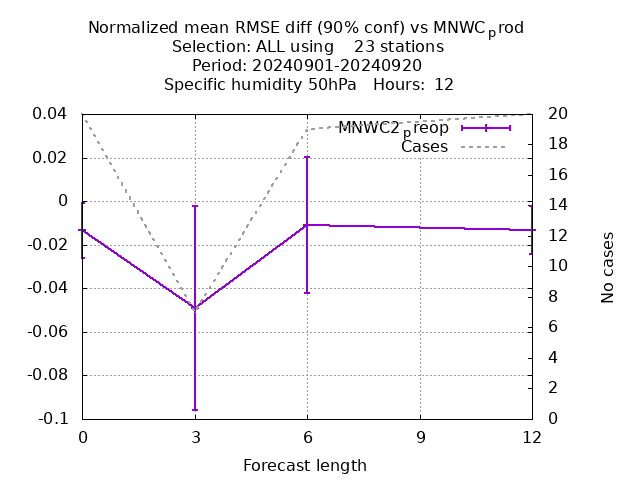 Normalized mean RMSE diff (90% conf) vs MNWCprod
Selection: ALL using 23 stations
Period: 20240901-20240920
Specific humidity 50hPa Hours: 12
MNWC2preop
Cases
0.04
0.02
0
-0.02
-0.04
-0.06
-0.08
-0.1
20
18
16
14
12
10
8
6
4
2
0
No cases
0 3 6 9 12
Forecast length